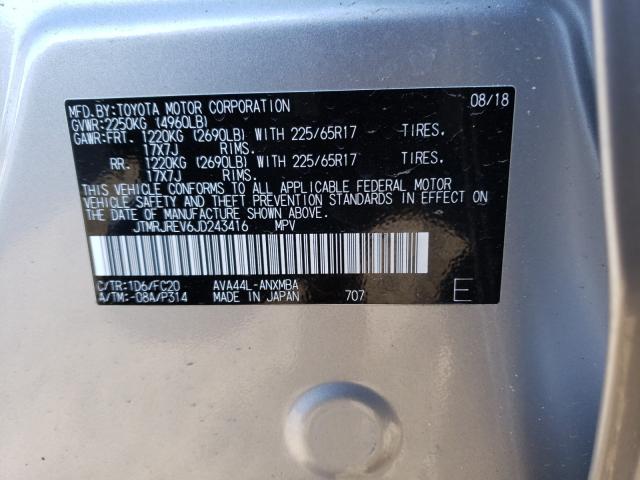 MFD.BY:TOYOTA MOTOR CORPORATION 08/18
GVWR:2250KG (4960LB)
GAWR:FRT. 1220KG (2690LB) WITH 225/65R17 TIRES.
17X7J RIMS.
RR. 1220KG (2690LB) WITH 225/65R17 TIRES.
17X7J RIMS.
THIS VEHICLE CONFORMS TO ALL APPLICABLE FEDERAL MOTOR
VEHICLE SAFETY AND THEFT PREVENTION STANDARDS IN EFFECT ON
THE DATE OF MANUFACTURE SHOWN ABOVE.
JTMRJREV6JD243416 MPV
C/TR:1D6/FC20 AVA44L-ANXMBA
A/TM:-08A/P314 MADE IN JAPAN 707 E